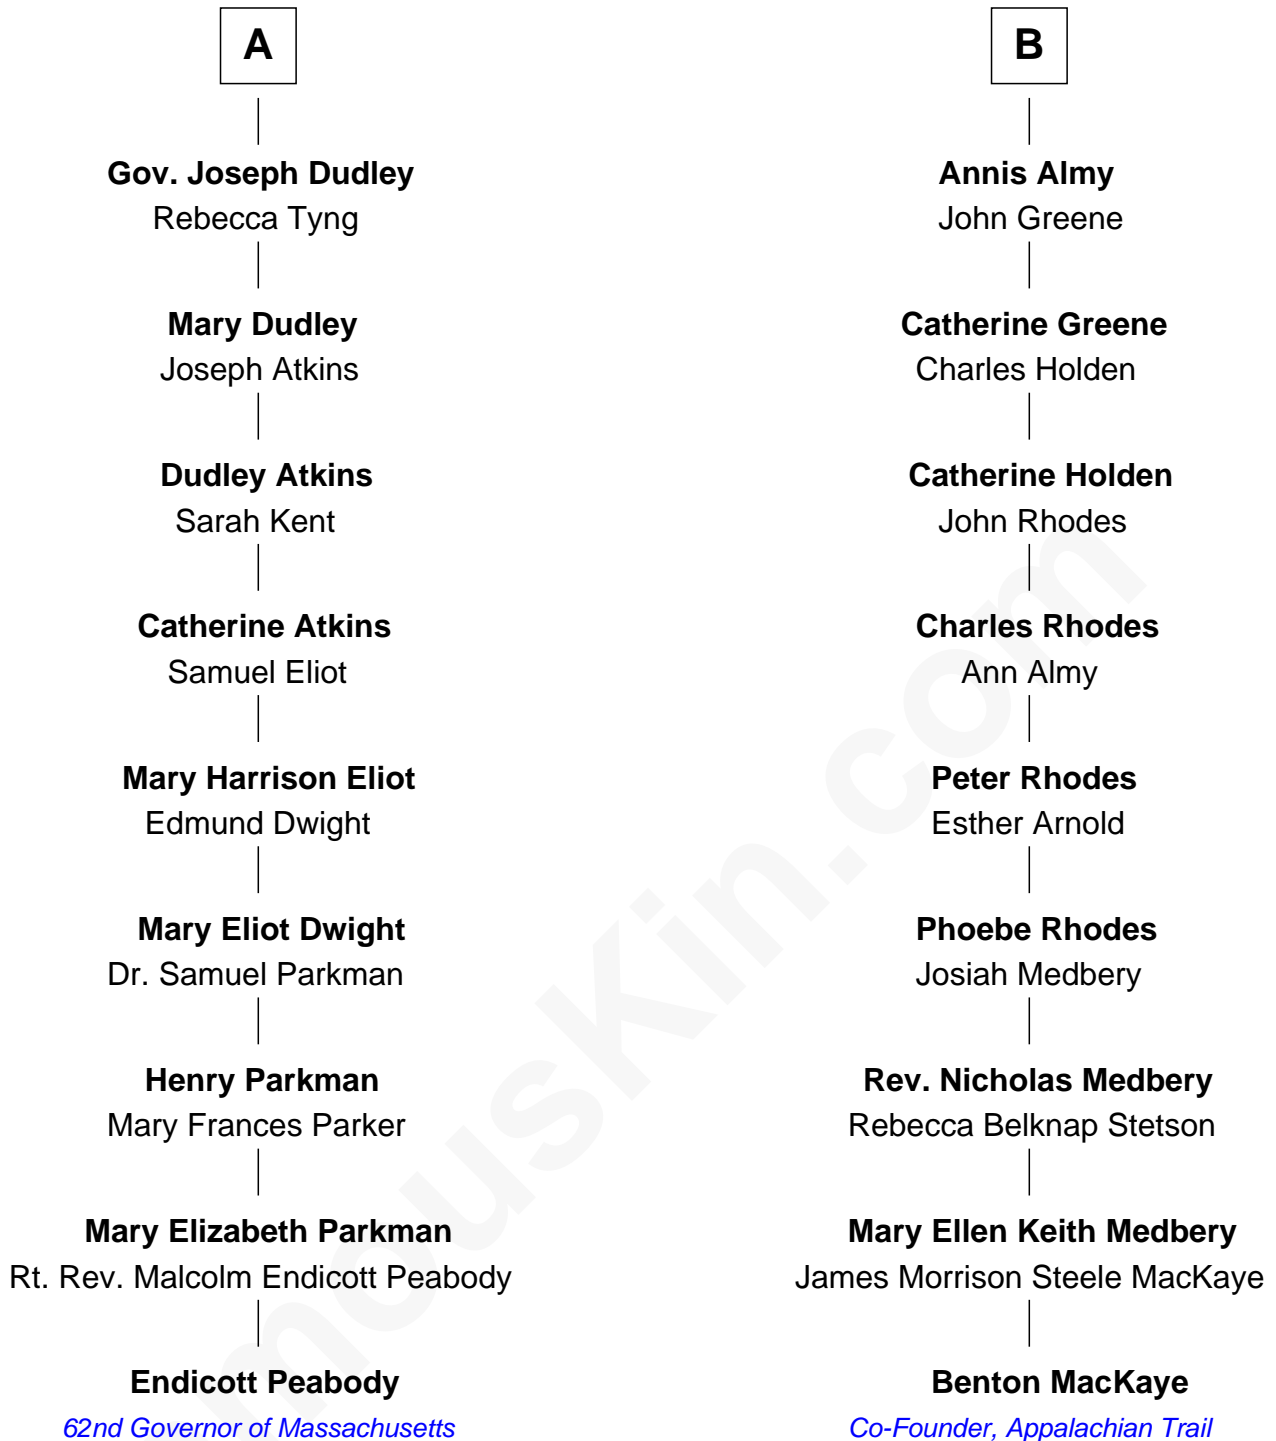 A
Gov. Joseph Dudley
Rebecca Tyng
Mary Dudley
Joseph Atkins
Dudley Atkins
Sarah Kent
Catherine Atkins
Samuel Eliot
Mary Harrison Eliot
Edmund Dwight
Mary Eliot Dwight
Dr. Samuel Parkman
Henry Parkman
Mary Frances Parker
Mary Elizabeth Parkman
Rt. Rev. Malcolm Endicott Peabody
Endicott Peabody
62nd Governor of Massachusetts
B
Annis Almy
John Greene
Catherine Greene
Charles Holden
Catherine Holden
John Rhodes
Charles Rhodes
Ann Almy
Peter Rhodes
Esther Arnold
Phoebe Rhodes
Josiah Medbery
Rev. Nicholas Medbery
Rebecca Belknap Stetson
Mary Ellen Keith Medbery
James Morrison Steele MacKaye
Benton MacKaye
Co-Founder, Appalachian Trail
mousKin.com